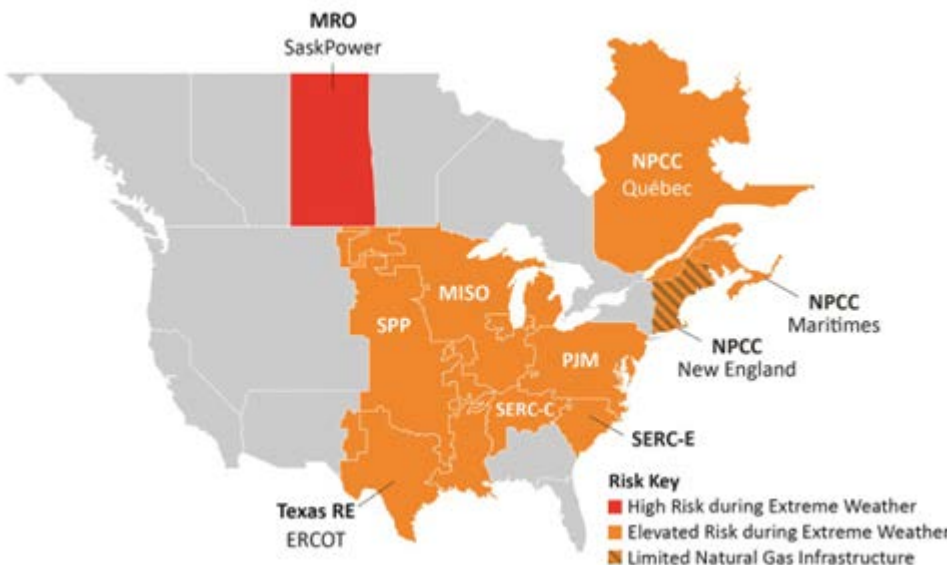 MRO
SaskPower
NPCC
Québec
MISO
SPP
NPCC
Maritimes
PJM
NPCC
New England
SERC-C
SERC-E
Texas RE
ERCOT
Risk Key
High Risk during Extreme Weather
Elevated Risk during Extreme Weather
Limited Natural Gas Infrastructure